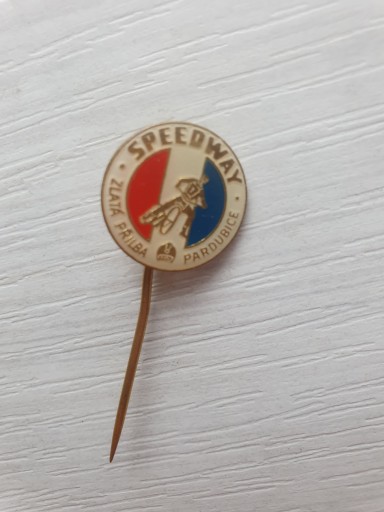 SPEEDWAY
ZLATÁ PŘILBA PARDUBICE